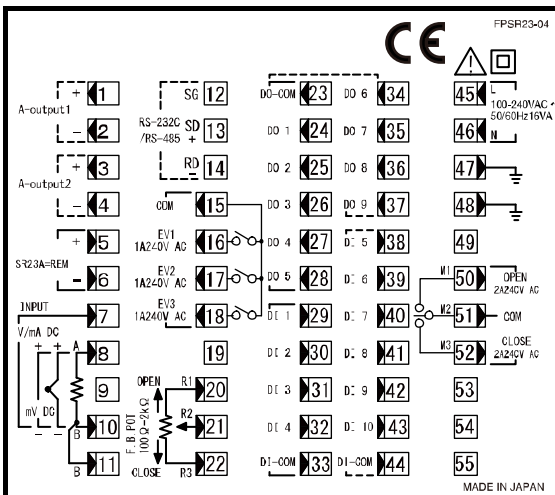 FPSR23-04
CE
A-output1
+ 1
- 2
A-output2
+ 3
- 4
SR23A=REM
+ 5
- 6
INPUT
7
V/mA DC
+ + A 8
9
mV DC
- - B 10
B 11
SG 12
RS-232C /RS-485
SD + 13
RD - 14
COM 15
EV1 1A240V AC 16
EV2 1A240V AC 17
EV3 1A240V AC 18
19
OPEN R1 20
R2 21
CLOSE R3 22
F.B POT 100Ω-2kΩ
DO-COM 23
DO 1 24
DO 2 25
DO 3 26
DO 4 27
DO 5 28
DI 1 29
DI 2 30
DI 3 31
DI 4 32
DI-COM 33
DO 6 34
DO 7 35
DO 8 36
DO 9 37
DI 5 38
DI 6 39
DI 7 40
DI 8 41
DI 9 42
DI 10 43
DI-COM 44
45 L
100-240VAC
50/60Hz16VA
46 N
47
48
49
M1 50 OPEN 2A240V AC
M2 51 COM
M3 52 CLOSE 2A240V AC
53
54
55
MADE IN JAPAN